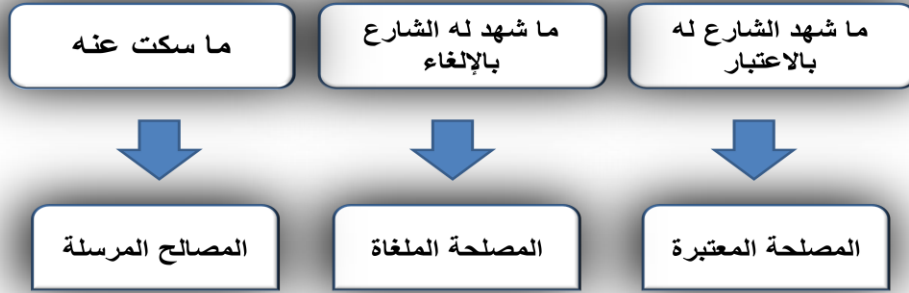 ما شهد الشارع له
بالاعتبار
ما شهد له الشارع
بالإلغاء
ما سكت عنه
المصلحة المعتبرة
المصلحة الملغاة
المصالح المرسلة